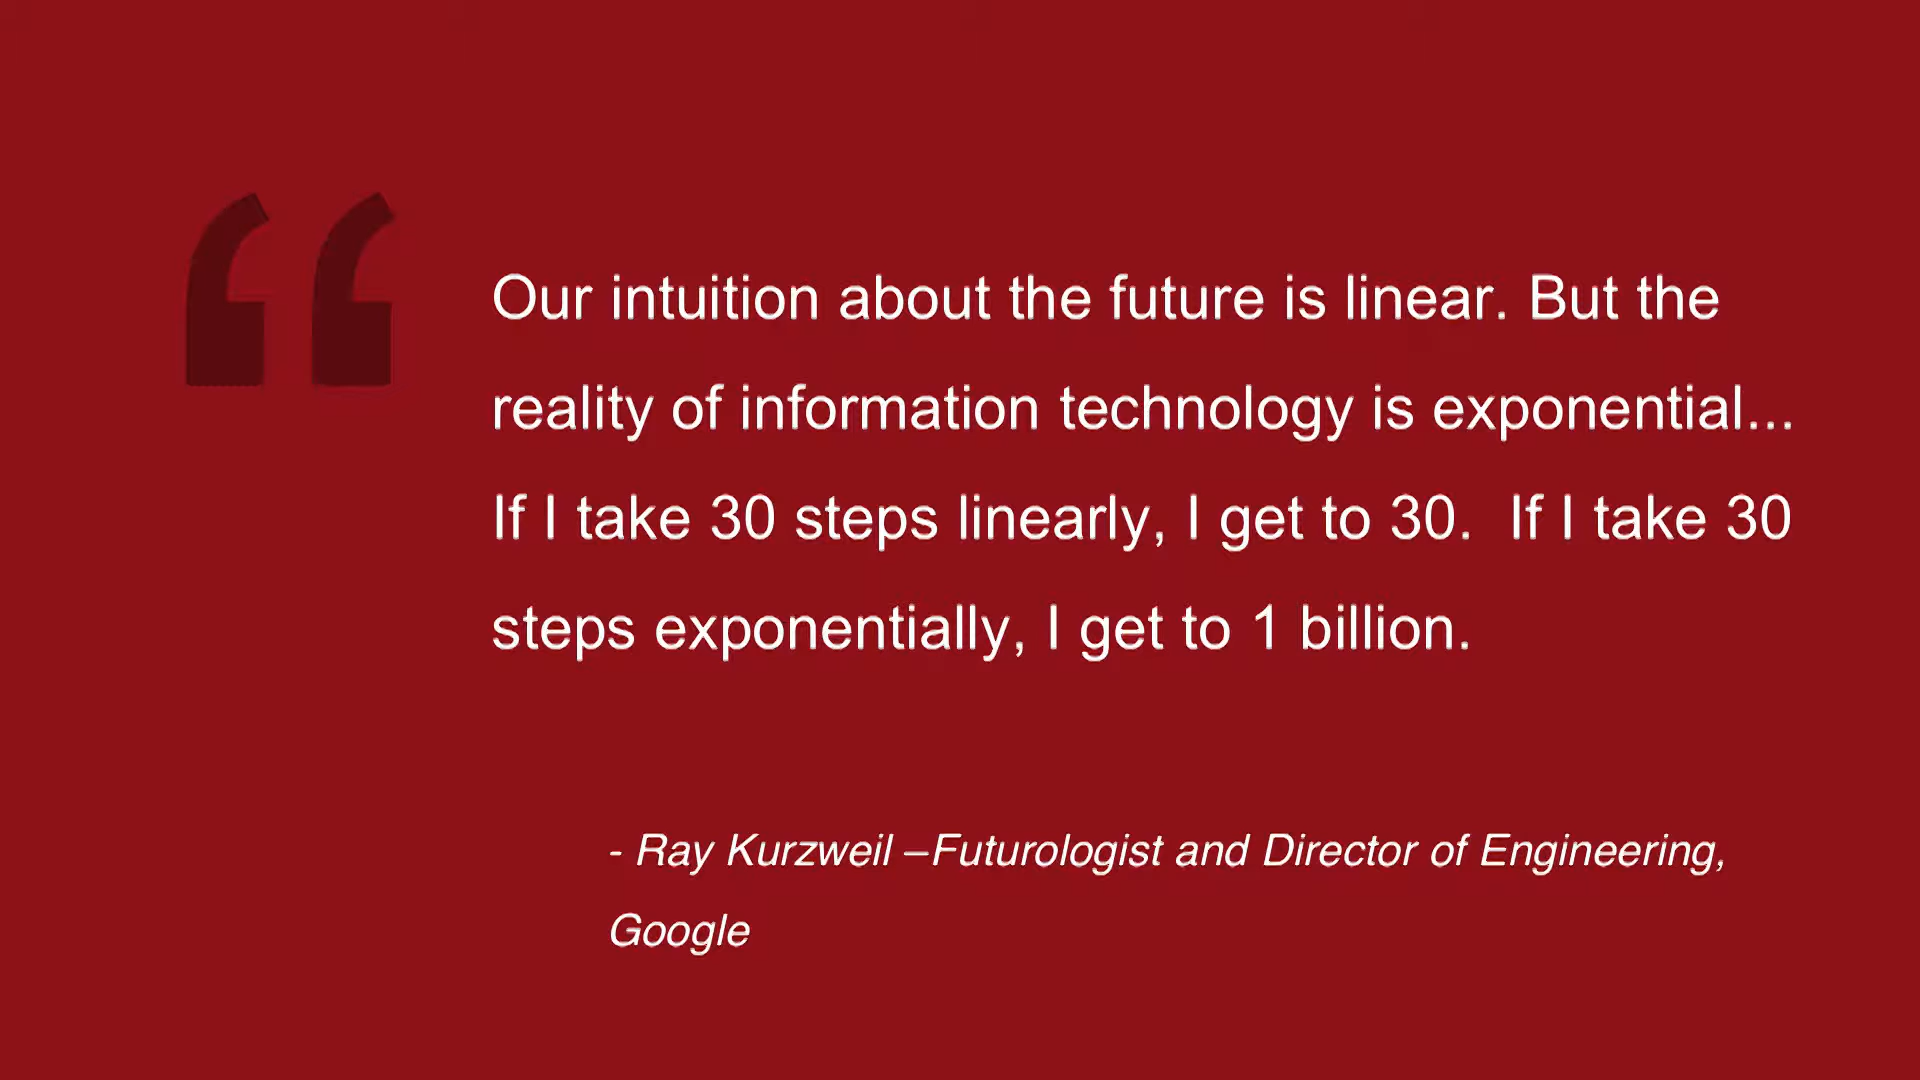 “
Our intuition about the future is linear. But the
reality of information technology is exponential...
If I take 30 steps linearly, I get to 30.  If I take 30
steps exponentially, I get to 1 billion.
- Ray Kurzweil –Futurologist and Director of Engineering,
Google